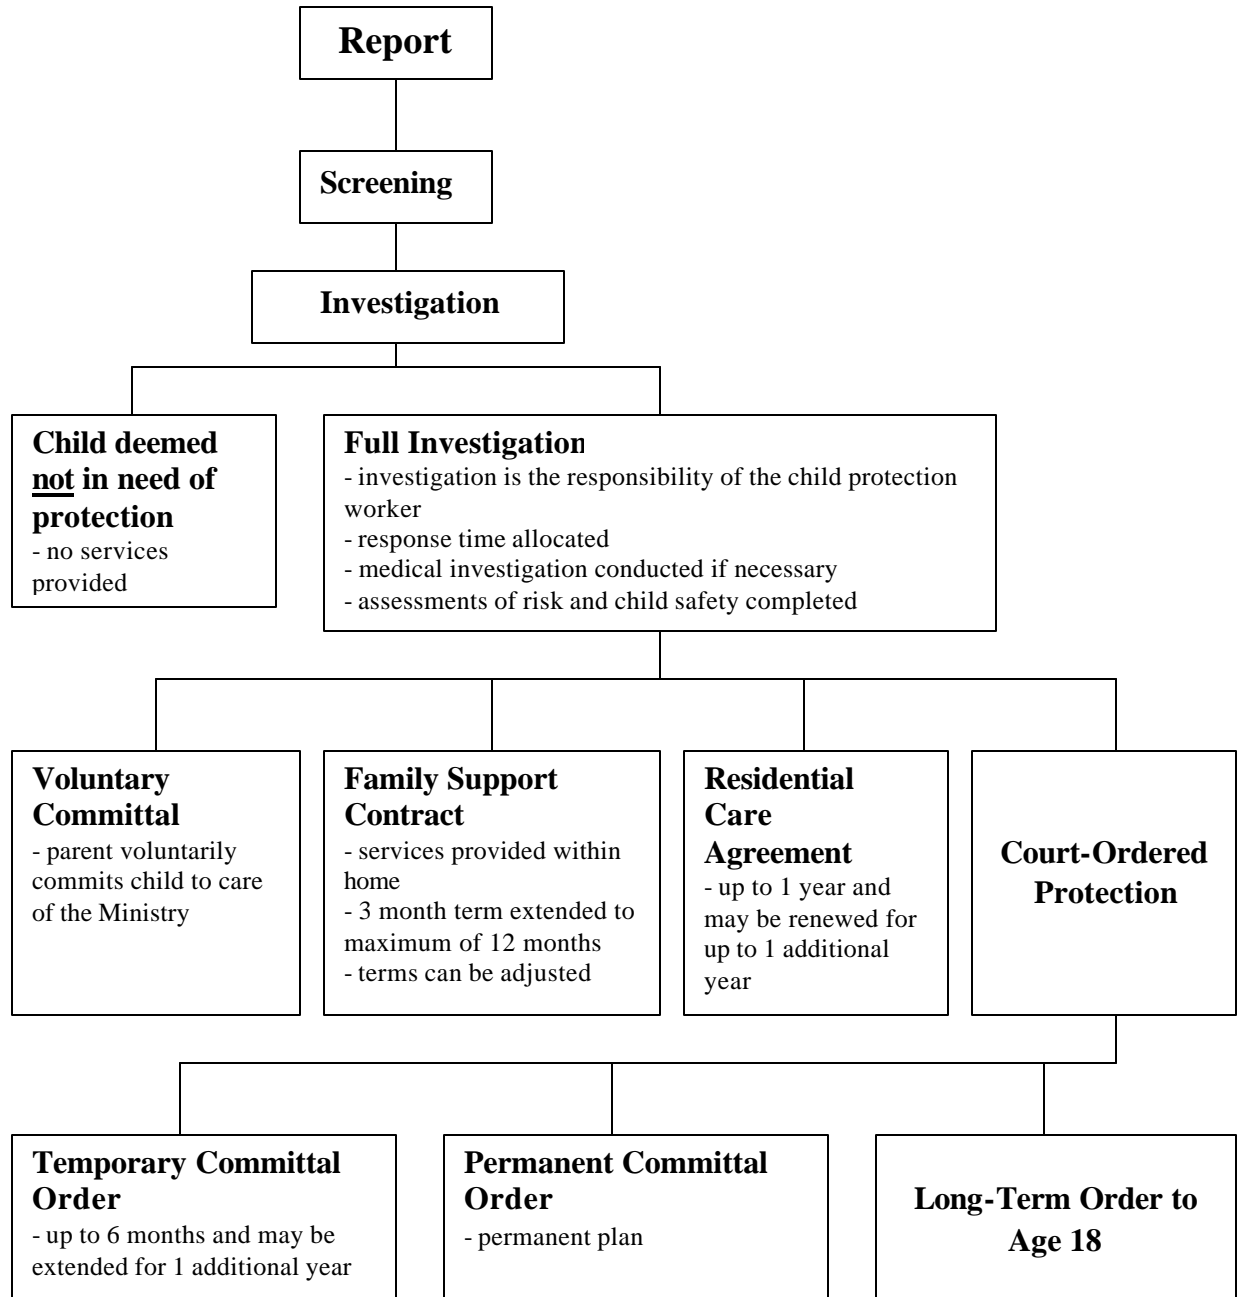 Report
Screening
Investigation
Child deemed
not in need of
protection
- no services
provided
Full Investigation
- investigation is the responsibility of the child protection
worker
- response time allocated
- medical investigation conducted if necessary
- assessments of risk and child safety completed
Voluntary
Committal
- parent voluntarily
commits child to care
of the Ministry
Family Support
Contract
- services provided within
home
- 3 month term extended to
maximum of 12 months
- terms can be adjusted
Residential
Care
Agreement
- up to 1 year and
may be renewed for
up to 1 additional
year
Court-Ordered
Protection
Temporary Committal
Order
- up to 6 months and may be
extended for 1 additional year
Permanent Committal
Order
- permanent plan
Long-Term Order to
Age 18